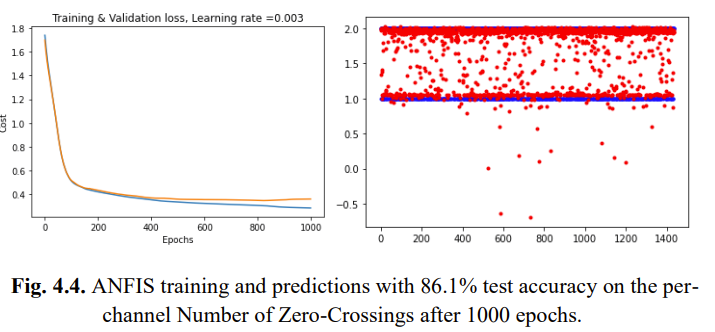 Training & Validation loss, Learning rate =0.003
1.8
1.6
1.4
1.2
1.0
0.8
0.6
0.4
Cost
0 200 400 600 800 1000
Epochs
2.0
1.5
1.0
0.5
0.0
−0.5
0 200 400 600 800 1000 1200 1400
Fig. 4.4. ANFIS training and predictions with 86.1% test accuracy on the per-
channel Number of Zero-Crossings after 1000 epochs.